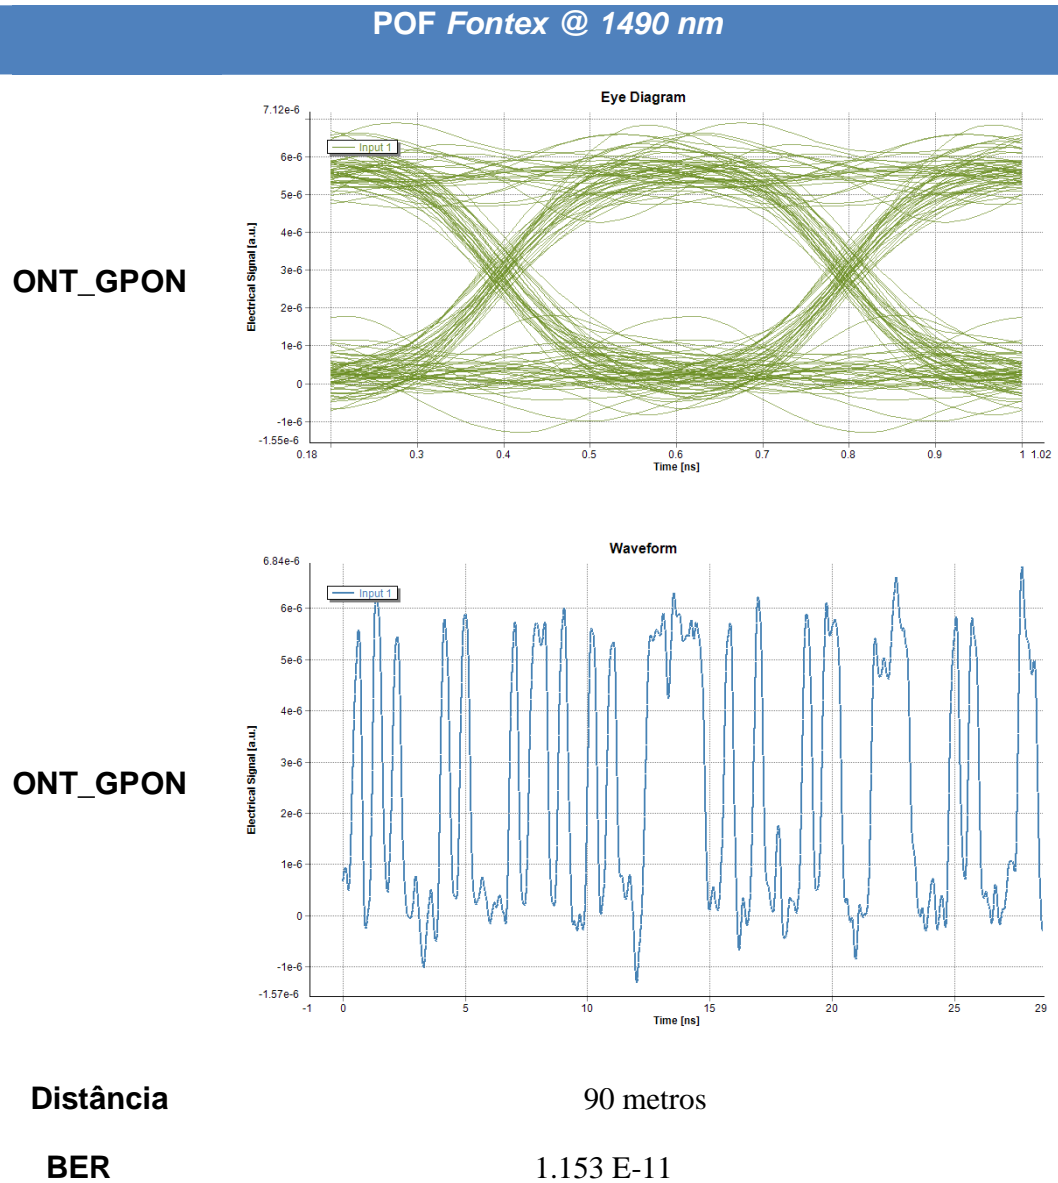 POF Fontex @ 1490 nm
Eye Diagram
7.12e-6
Input 1
6e-6
5e-6
4e-6
3e-6
2e-6
1e-6
0
-1e-6
-1.55e-6
Electrical Signal [a.u.]
0.18 0.3 0.4 0.5 0.6 0.7 0.8 0.9 1 1.02
Time [ns]
ONT_GPON
Waveform
6.84e-6
Input 1
6e-6
5e-6
4e-6
3e-6
2e-6
1e-6
0
-1e-6
-1.57e-6
Electrical Signal [a.u.]
-1 0 5 10 15 20 25 29
Time [ns]
ONT_GPON
Distância 90 metros
BER 1.153 E-11